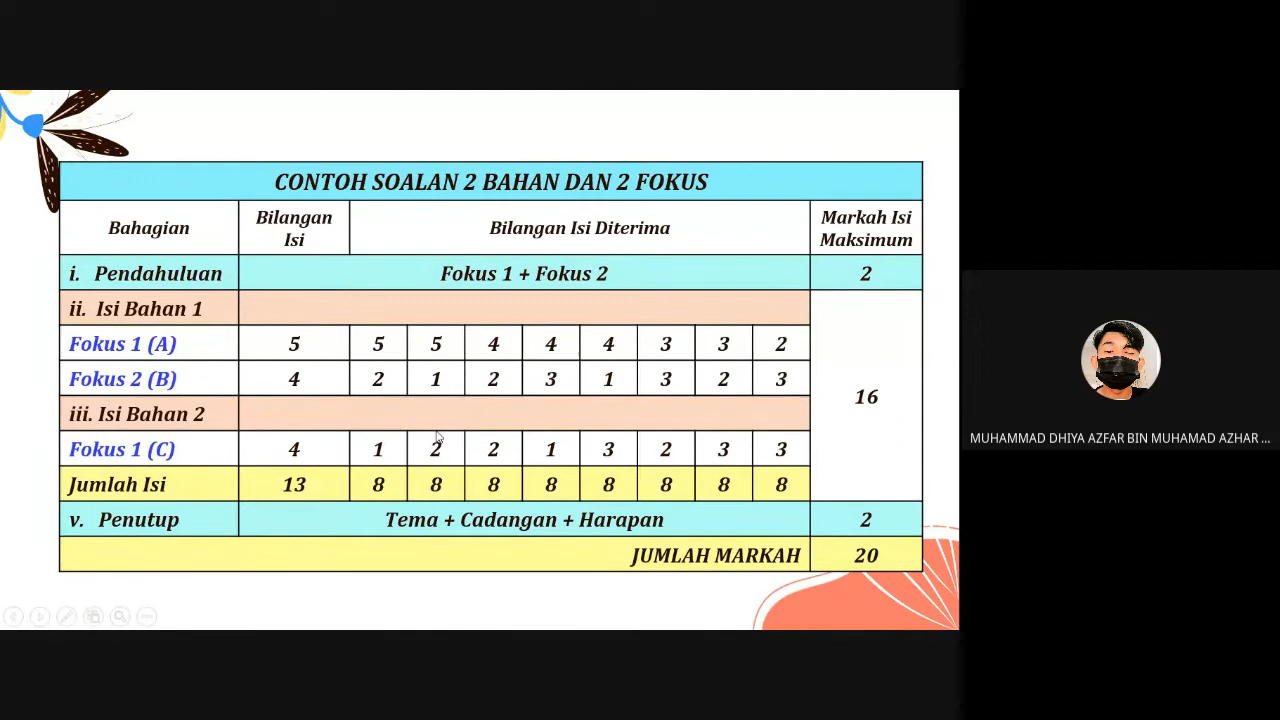 CONTOH SOALAN 2 BAHAN DAN 2 FOKUS
Bahagian Bilangan Isi Bilangan Isi Diterima Markah Isi Maksimum
i. Pendahuluan Fokus 1 + Fokus 2 2
ii. Isi Bahan 1
Fokus 1 (A) 5 5 5 4 4 4 3 3 2
Fokus 2 (B) 4 2 1 2 3 1 3 2 3
16
iii. Isi Bahan 2
Fokus 1 (C) 4 1 2 2 1 3 2 3 3
Jumlah Isi 13 8 8 8 8 8 8 8 8
v. Penutup Tema + Cadangan + Harapan 2
JUMLAH MARKAH 20
MUHAMMAD DHIYA AZFAR BIN MUHAMAD AZHAR ...